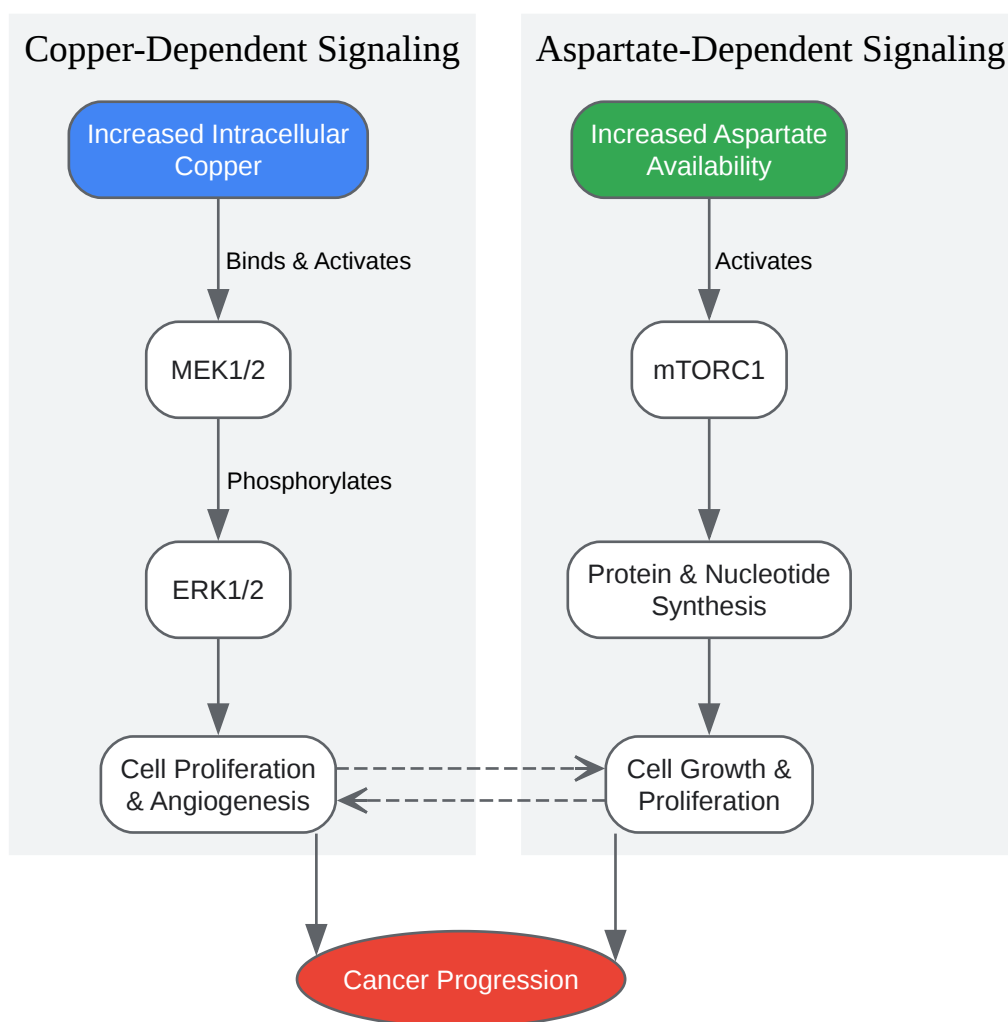 Copper-Dependent Signaling
Increased Intracellular
Copper
Binds & Activates
MEK1/2
Phosphorylates
ERK1/2
Cell Proliferation
& Angiogenesis
Aspartate-Dependent Signaling
Increased Aspartate
Availability
Activates
mTORC1
Protein & Nucleotide
Synthesis
Cell Growth &
Proliferation
Cancer Progression